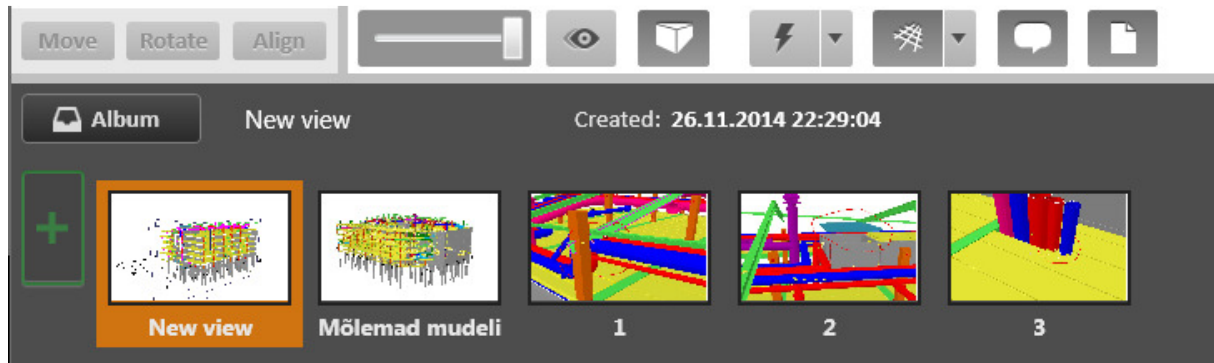 Move Rotate Align
Album New view Created: 26.11.2014 22:29:04
New view Mõlemad mudeli 1 2 3